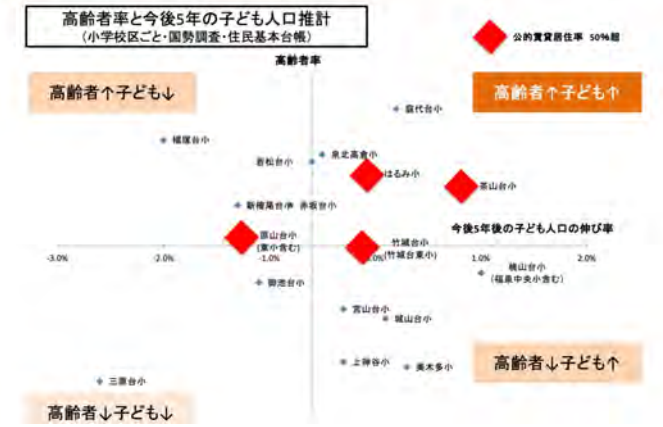 高齢者率と今後5年の子ども人口推計
(小学校区ごと・国勢調査・住民基本台帳)
公的賃貸居住率 50%超
高齢者率
高齢者↑子ども↓
高齢者↑子ども↑
庭代台小
槇塚台小
若松台小
泉北高倉小
はるみ小
茶山台小
新檜尾台小
赤坂台小
今後5年後の子ども人口の伸び率
原山台小
(東小含む)
竹城台小
(竹城台東小)
-3.0%
-2.0%
-1.0%
1.0%
2.0%
桃山台小
(福泉中央小含む)
御池台小
宮山台小
城山台小
上神谷小
美木多小
高齢者↓子ども↑
三原台小
高齢者↓子ども↓